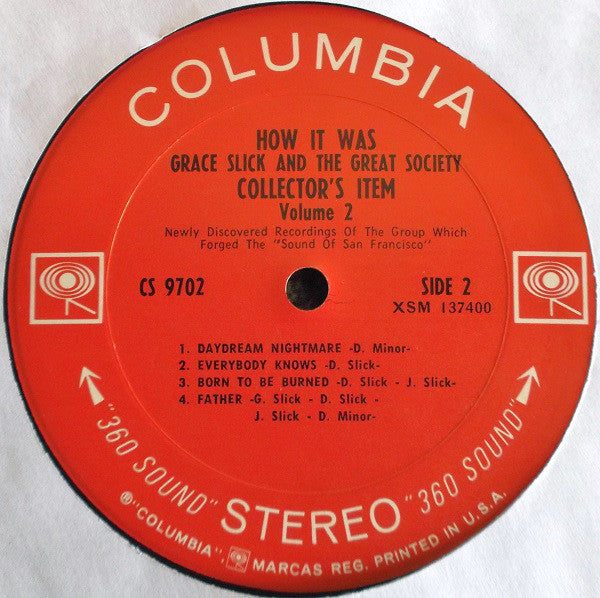 COLUMBIA
HOW IT WAS
GRACE SLICK AND THE GREAT SOCIETY
COLLECTOR'S ITEM
Volume 2
Newly Discovered Recordings Of The Group Which
Forged The "Sound Of San Francisco"
CS 9702 SIDE 2
XSM 137400
1. DAYDREAM NIGHTMARE -D. Minor-
2. EVERYBODY KNOWS -D. Slick-
3. BORN TO BE BURNED -D. Slick - J. Slick-
4. FATHER -G. Slick - D. Slick -
J. Slick - D. Minor-
"360 SOUND" STEREO "360 SOUND"
℗"COLUMBIA", MARCAS REG. PRINTED IN U.S.A.